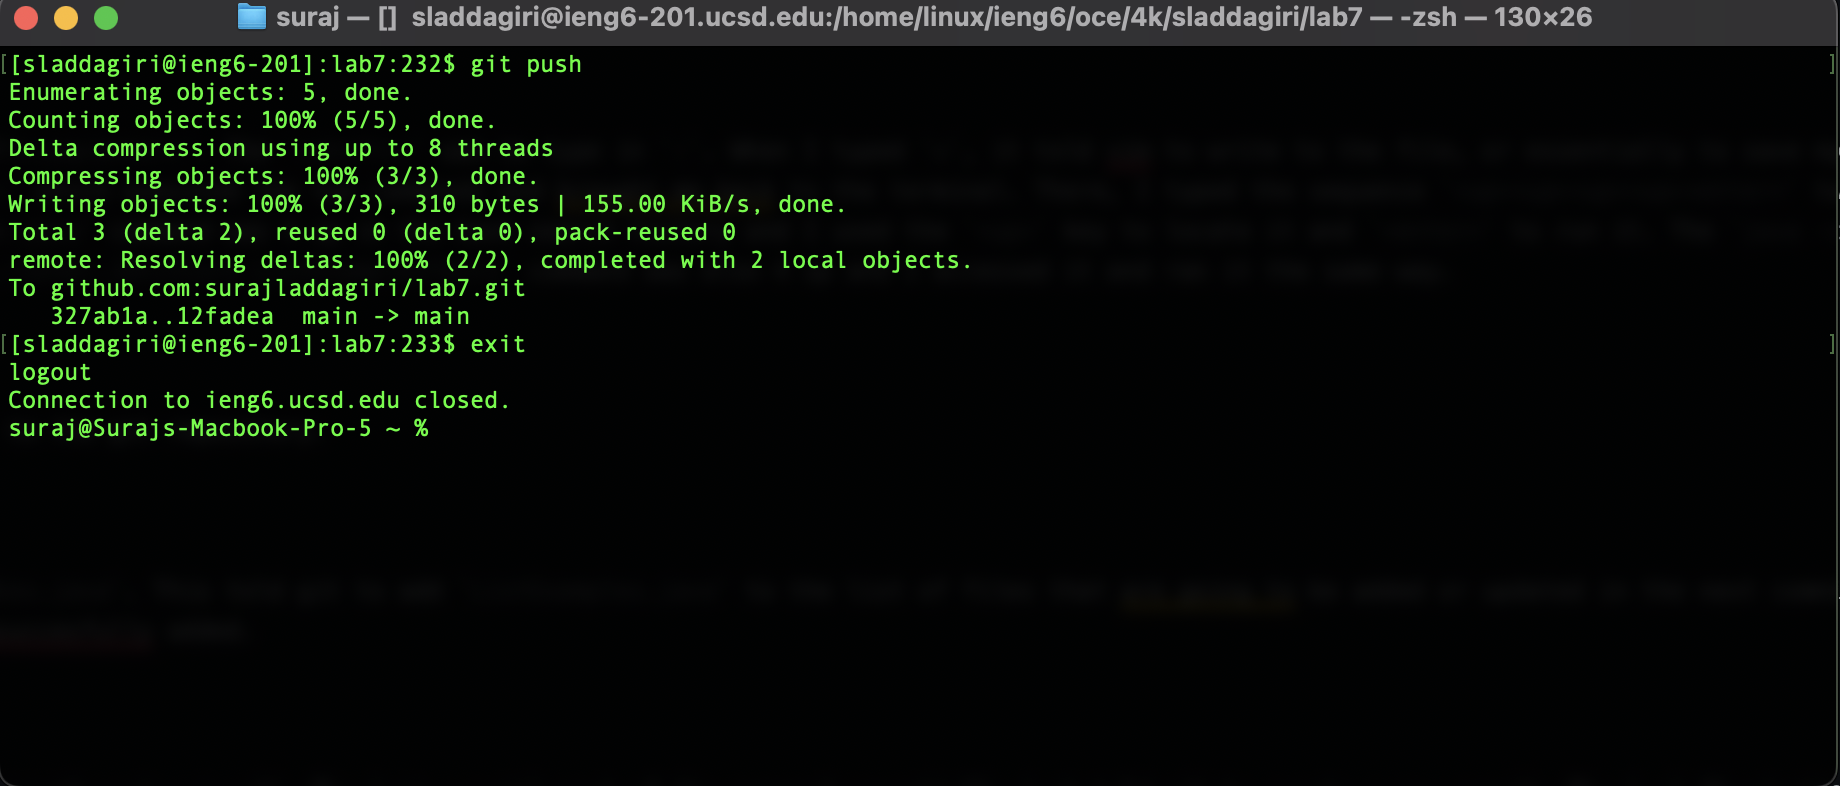 suraj — [] sladdagiri@ieng6-201.ucsd.edu:/home/linux/ieng6/oce/4k/sladdagiri/lab7 — -zsh — 130×26
[[sladdagiri@ieng6-201]:lab7:232$ git push ]
Enumerating objects: 5, done.
Counting objects: 100% (5/5), done.
Delta compression using up to 8 threads
Compressing objects: 100% (3/3), done.
Writing objects: 100% (3/3), 310 bytes | 155.00 KiB/s, done.
Total 3 (delta 2), reused 0 (delta 0), pack-reused 0
remote: Resolving deltas: 100% (2/2), completed with 2 local objects.
To github.com:surajladdagiri/lab7.git
   327ab1a..12fadea  main -> main
[[sladdagiri@ieng6-201]:lab7:233$ exit ]
logout
Connection to ieng6.ucsd.edu closed.
suraj@Surajs-Macbook-Pro-5 ~ %